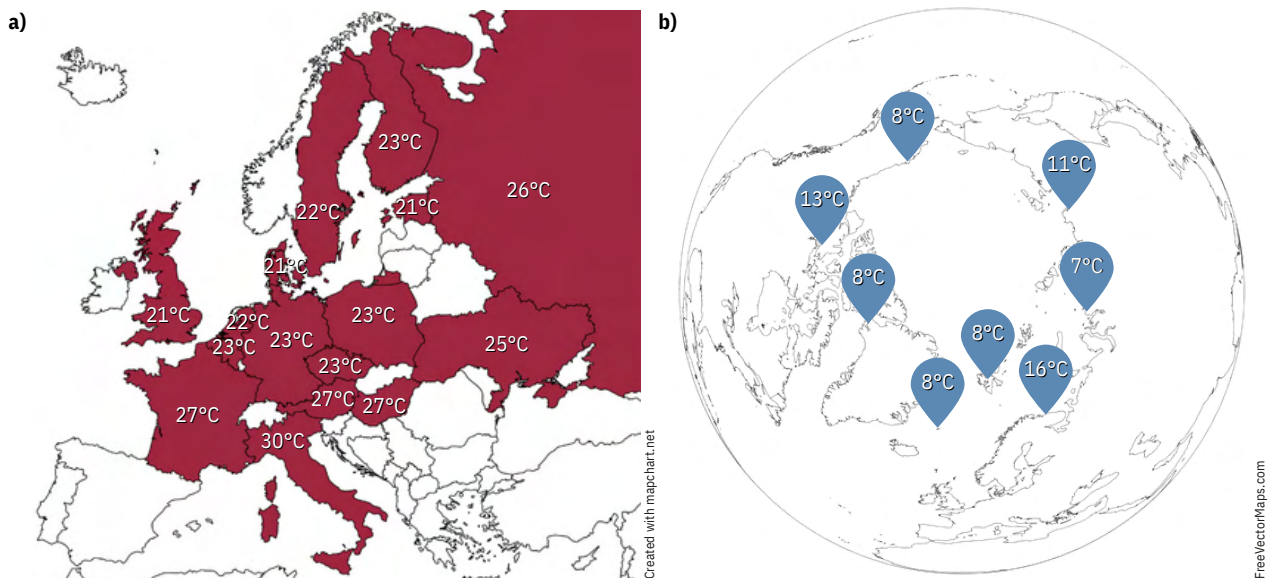 a)
23°C
26°C
22°C
21°C
21°C
21°C
22°C
23°C
23°C
23°C
25°C
23°C
27°C
27°C
27°C
30°C
Created with mapchart.net
b)
8°C
11°C
13°C
7°C
8°C
8°C
16°C
8°C
FreeVectorMaps.com